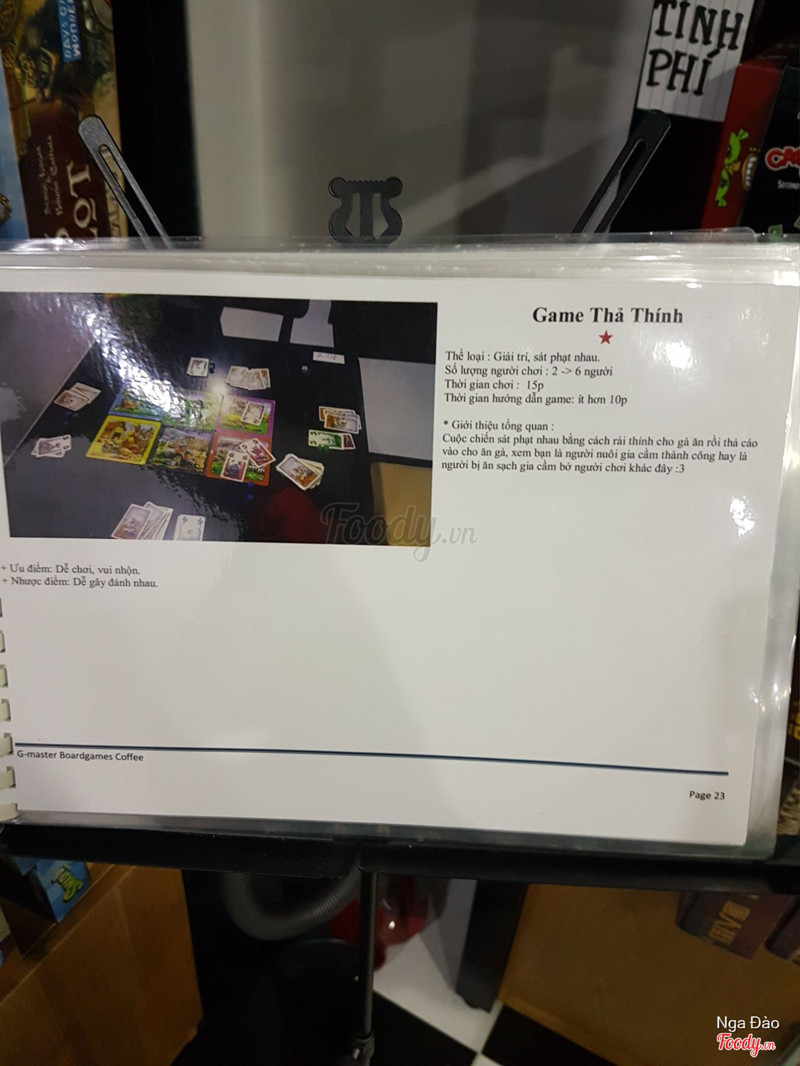 TÍNH
PHÍ
Game Thả Thính
Thể loại : Giải trí, sát phạt nhau.
Số lượng người chơi : 2 -> 6 người
Thời gian chơi : 15p
Thời gian hướng dẫn game: ít hơn 10p
* Giới thiệu tổng quan :
Cuộc chiến sát phạt nhau bằng cách rải thính cho gà ăn rồi thả cáo
vào cho ăn gà, xem bạn là người nuôi gia cầm thành công hay là
người bị ăn sạch gia cầm bở người chơi khác đây :3
Foody.vn
+ Ưu điểm: Dễ chơi, vui nhộn.
+ Nhược điểm: Dễ gây đánh nhau.
G-master Boardgames Coffee
Page 23
Nga Đào
Foody.vn